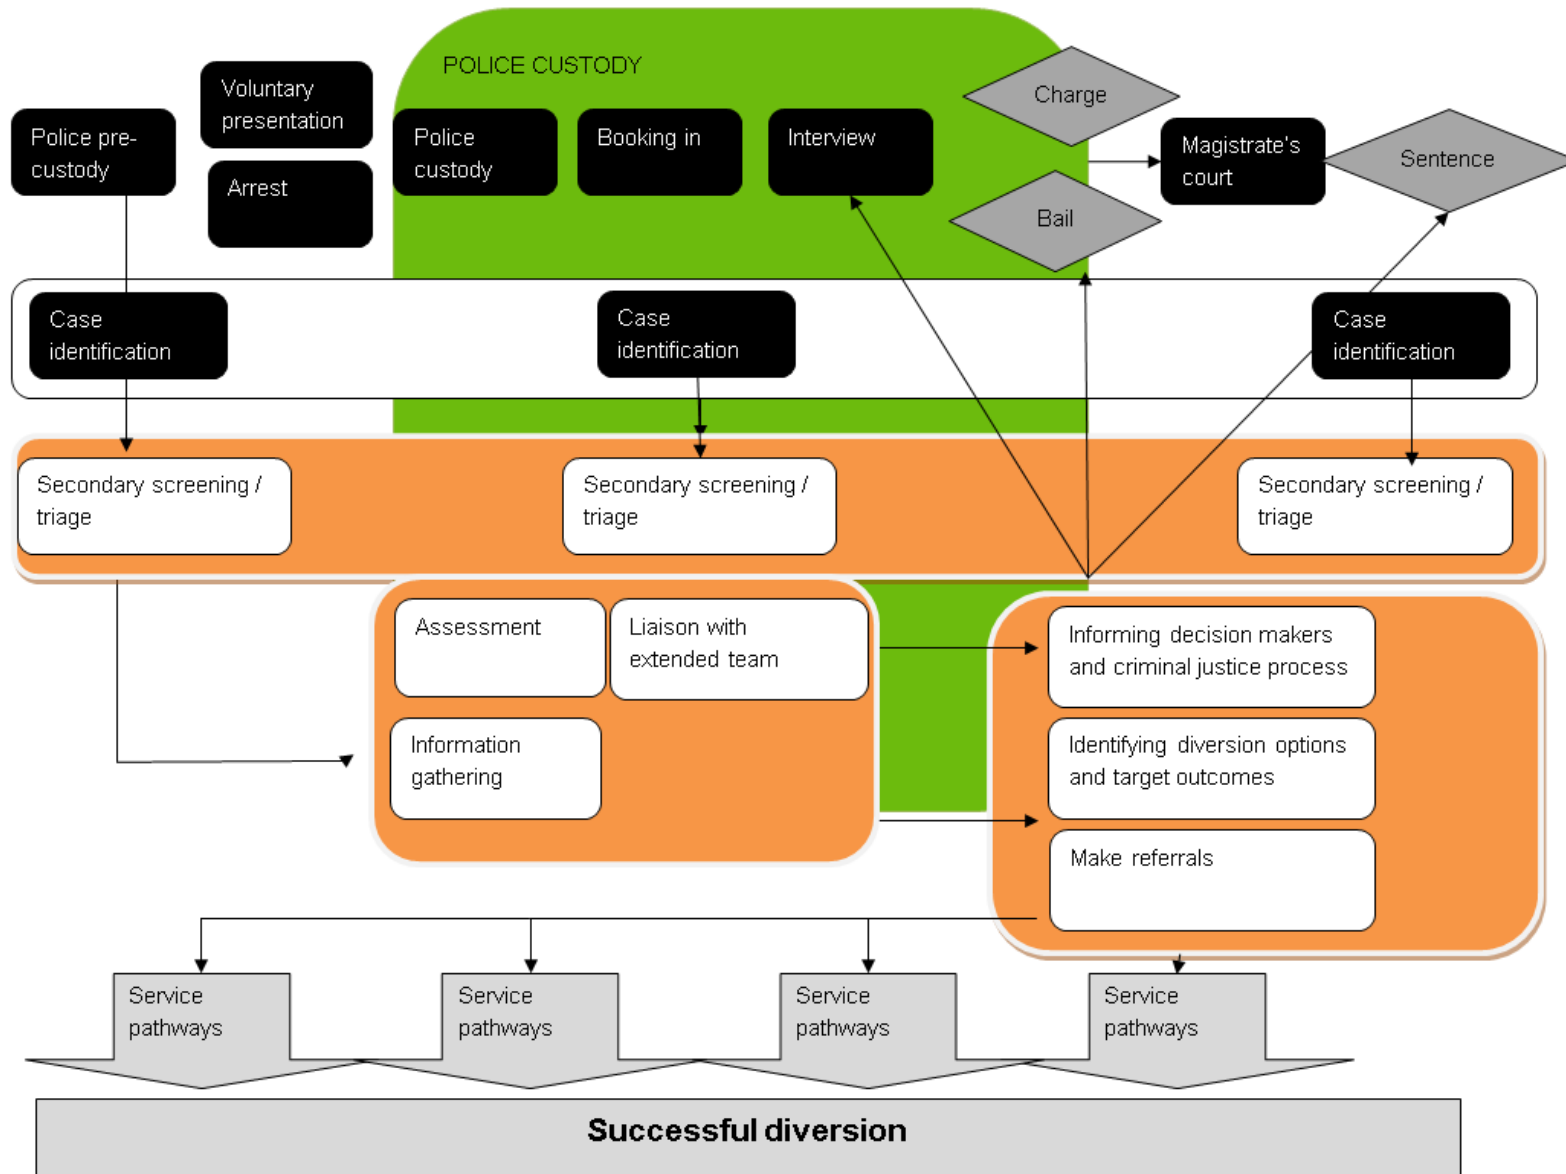 POLICE CUSTODY
Voluntary
presentation
Police pre-
custody
Arrest
Police
custody
Booking in
Interview
Charge
Bail
Magistrate's
court
Sentence
Case
identification
Case
identification
Case
identification
Secondary screening /
triage
Secondary screening /
triage
Secondary screening /
triage
Assessment
Liaison with
extended team
Information
gathering
Informing decision makers
and criminal justice process
Identifying diversion options
and target outcomes
Make referrals
Service
pathways
Service
pathways
Service
pathways
Service
pathways
Successful diversion